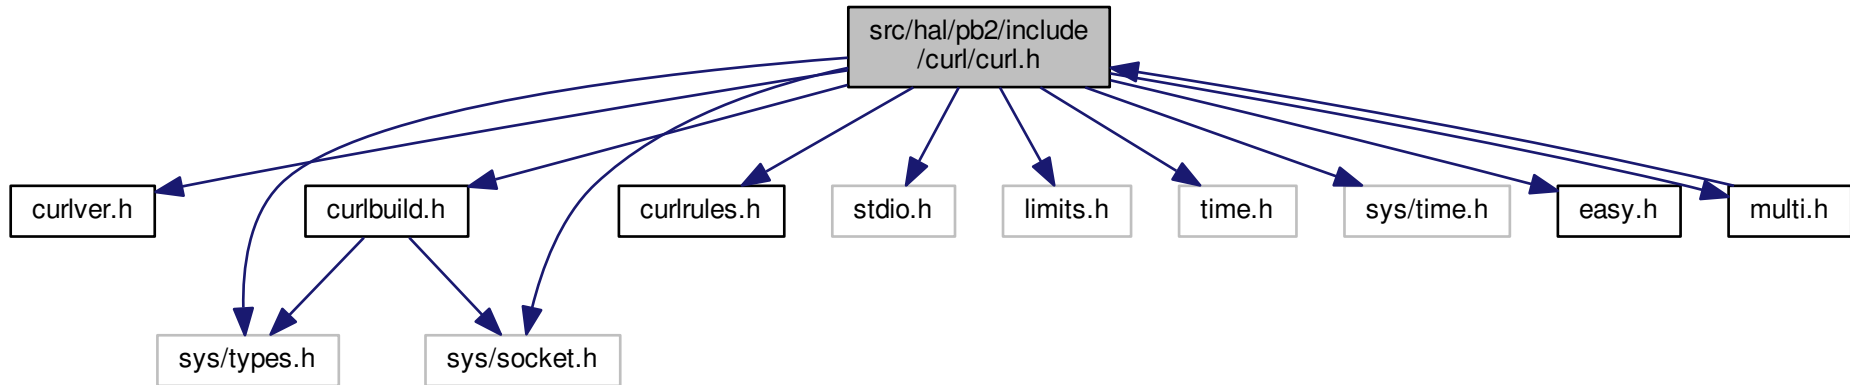 src/hal/pb2/include
/curl/curl.h
curlver.h
curlbuild.h
curlrules.h
stdio.h
limits.h
time.h
sys/time.h
easy.h
multi.h
sys/types.h
sys/socket.h